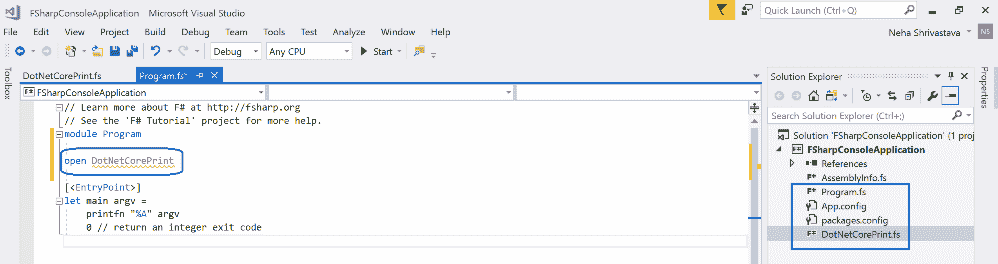 FSharpConsoleApplication - Microsoft Visual Studio
Quick Launch (Ctrl+Q)
File Edit View Project Build Debug Team Tools Test Analyze Window Help
Neha Shrivastava NS
Debug Any CPU Start
Toolbox
DotNetCorePrint.fs Program.fs*
FSharpConsoleApplication
// Learn more about F# at http://fsharp.org
// See the 'F# Tutorial' project for more help.
module Program
open DotNetCorePrint
[<EntryPoint>]
let main argv =
printfn "%A" argv
0 // return an integer exit code
Solution Explorer
Search Solution Explorer (Ctrl+;)
Solution 'FSharpConsoleApplication' (1 proj
FSharpConsoleApplication
References
AssemblyInfo.fs
Program.fs
App.config
packages.config
DotNetCorePrint.fs
Properties